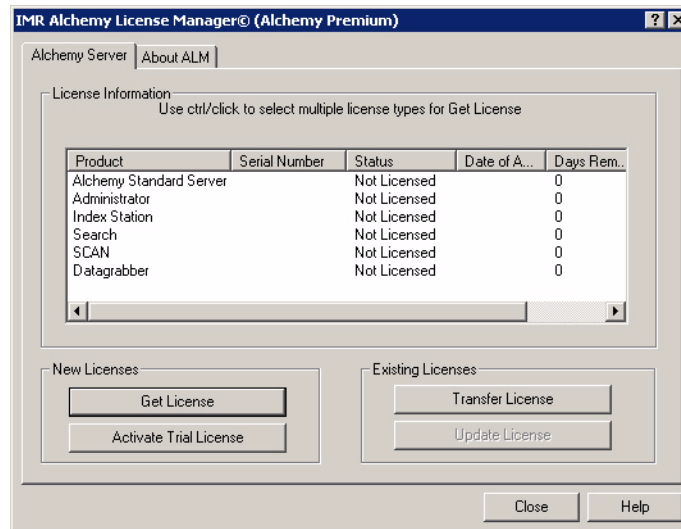 IMR Alchemy License Manager© (Alchemy Premium)
Alchemy Server About ALM
License Information
Use ctrl/click to select multiple license types for Get License
Product Serial Number Status Date of A... Days Rem...
Alchemy Standard Server Not Licensed 0
Administrator Not Licensed 0
Index Station Not Licensed 0
Search Not Licensed 0
SCAN Not Licensed 0
Datagrabber Not Licensed 0
New Licenses Existing Licenses
Get License Transfer License
Activate Trial License Update License
Close Help